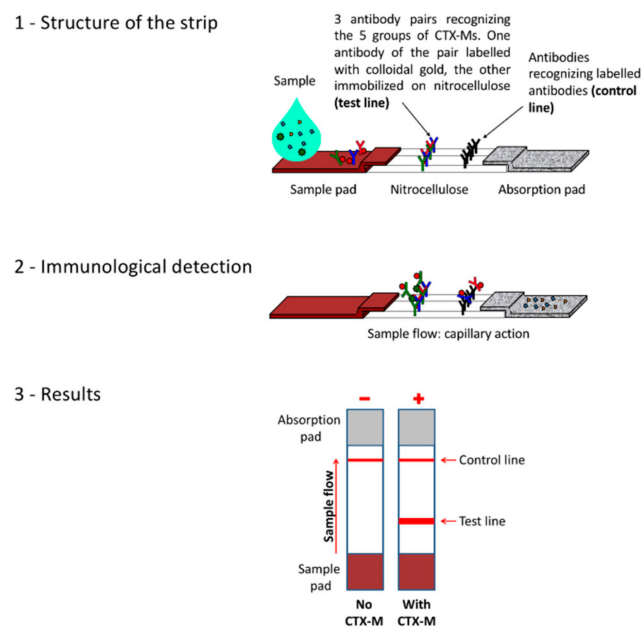 1 - Structure of the strip
3 antibody pairs recognizing
the 5 groups of CTX-Ms. One
antibody of the pair labelled
with colloidal gold, the other
immobilized on nitrocellulose
(test line)
Antibodies
recognizing labelled
antibodies (control
line)
Sample
Sample pad
Nitrocellulose
Absorption pad
2 - Immunological detection
Sample flow: capillary action
3 - Results
−
+
Absorption
pad
Control line
Sample flow
Test line
Sample
pad
No
CTX-M
With
CTX-M